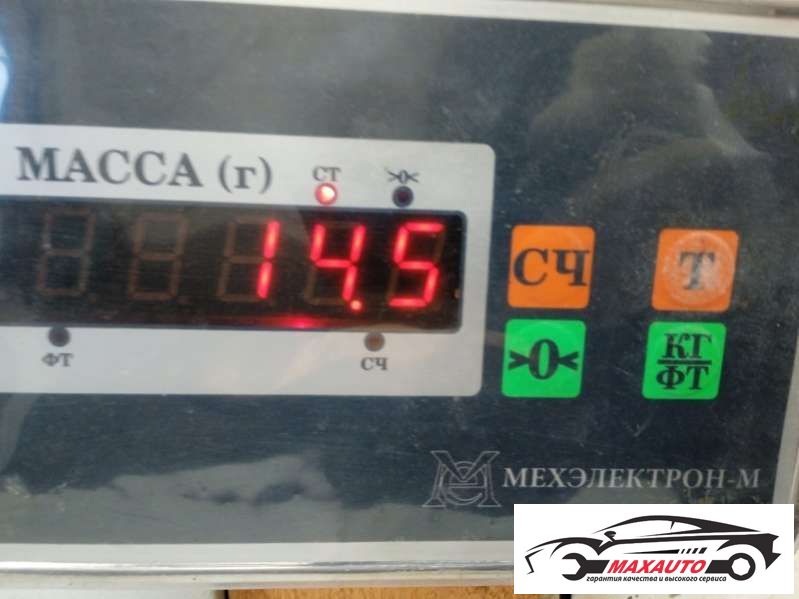 МАССА (г)
СТ
>0<
14.5
ФТ
СЧ
СЧ
Т
>0<
КГ
ФТ
МЕХЭЛЕКТРОН-М
MAXAUTO
гарантия качества и высокого сервиса